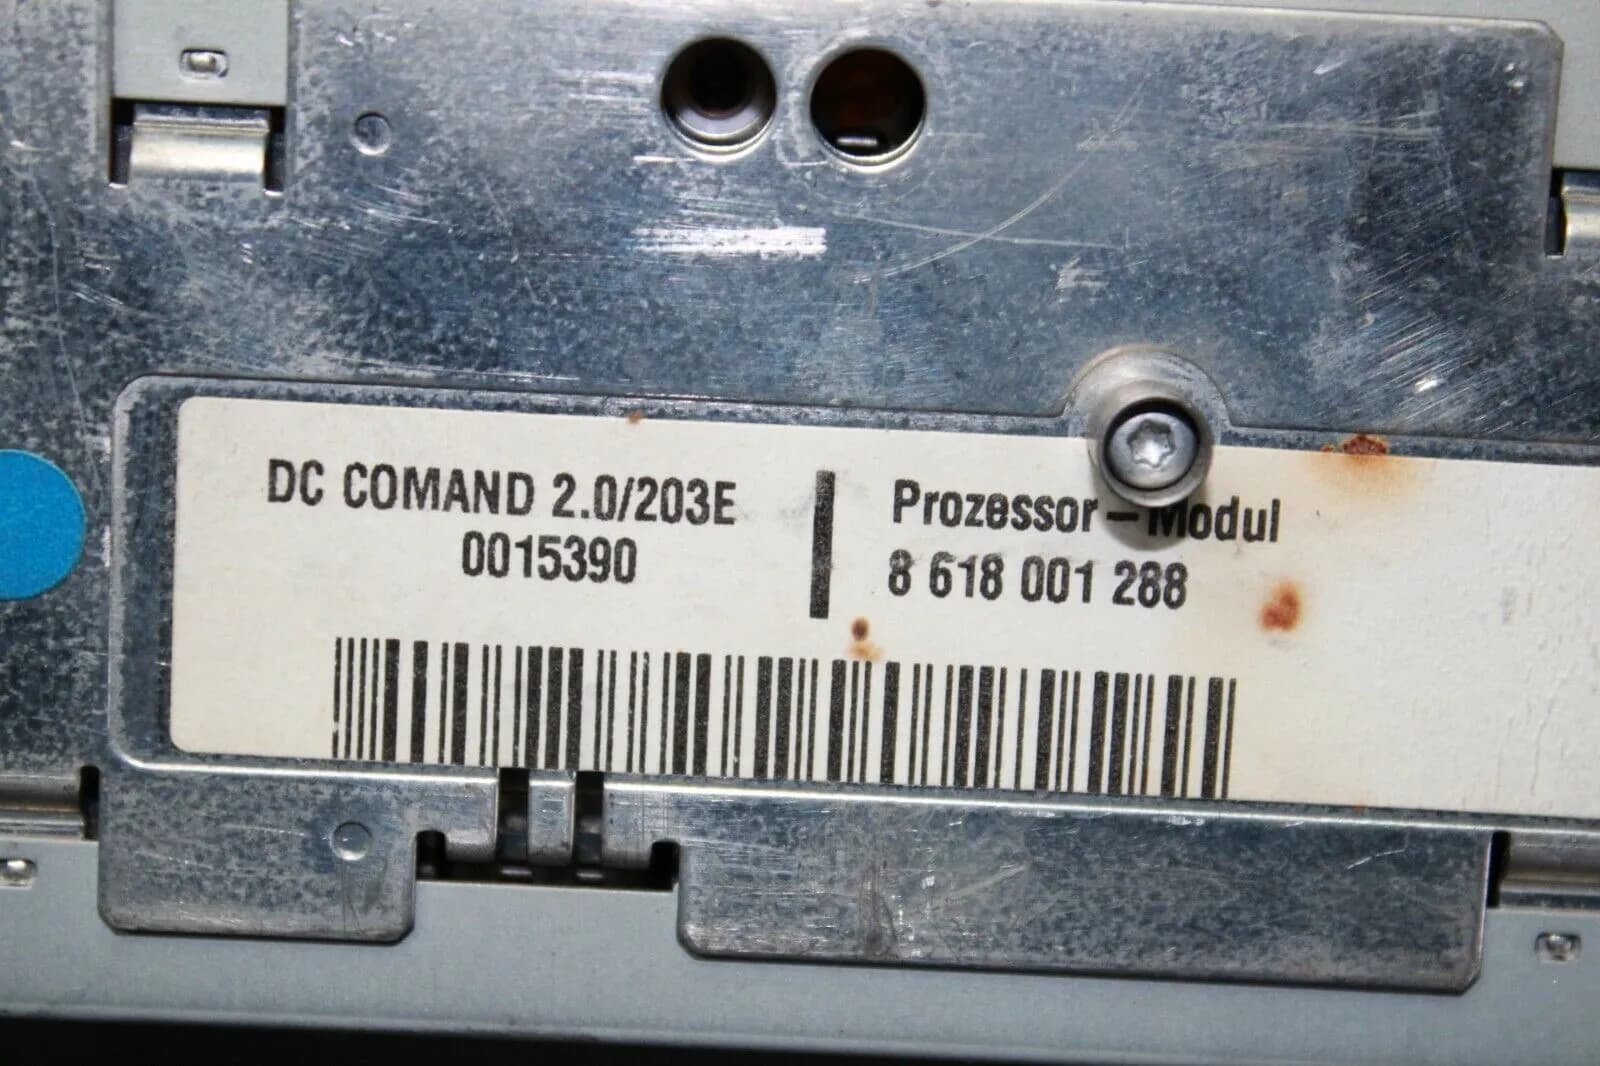 DC COMAND 2.0/203E
0015390
Prozessor-Modul
8 618 001 288